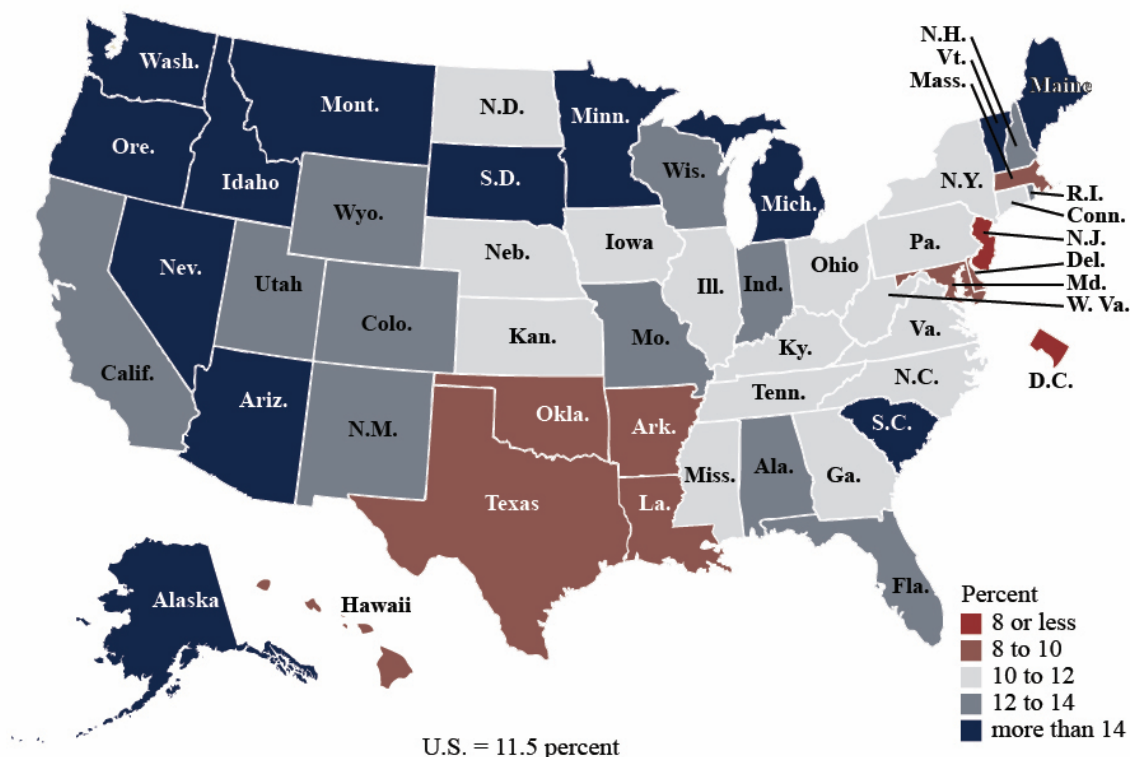 N.H.
Vt.
Mass.
Wash.
Mont.
N.D.
Minn.
Maine
Ore.
Idaho
S.D.
Wis.
Mich.
N.Y.
R.I.
Conn.
N.J.
Del.
Md.
W. Va.
Wyo.
Iowa
Neb.
Pa.
Nev.
Utah
Colo.
Ill.
Ind.
Ohio
Kan.
Mo.
Ky.
Va.
Calif.
Ariz.
N.M.
Okla.
Ark.
Tenn.
N.C.
D.C.
S.C.
Texas
La.
Miss.
Ala.
Ga.
Fla.
Alaska
Hawaii
Percent
8 or less
8 to 10
10 to 12
12 to 14
more than 14
U.S. = 11.5 percent